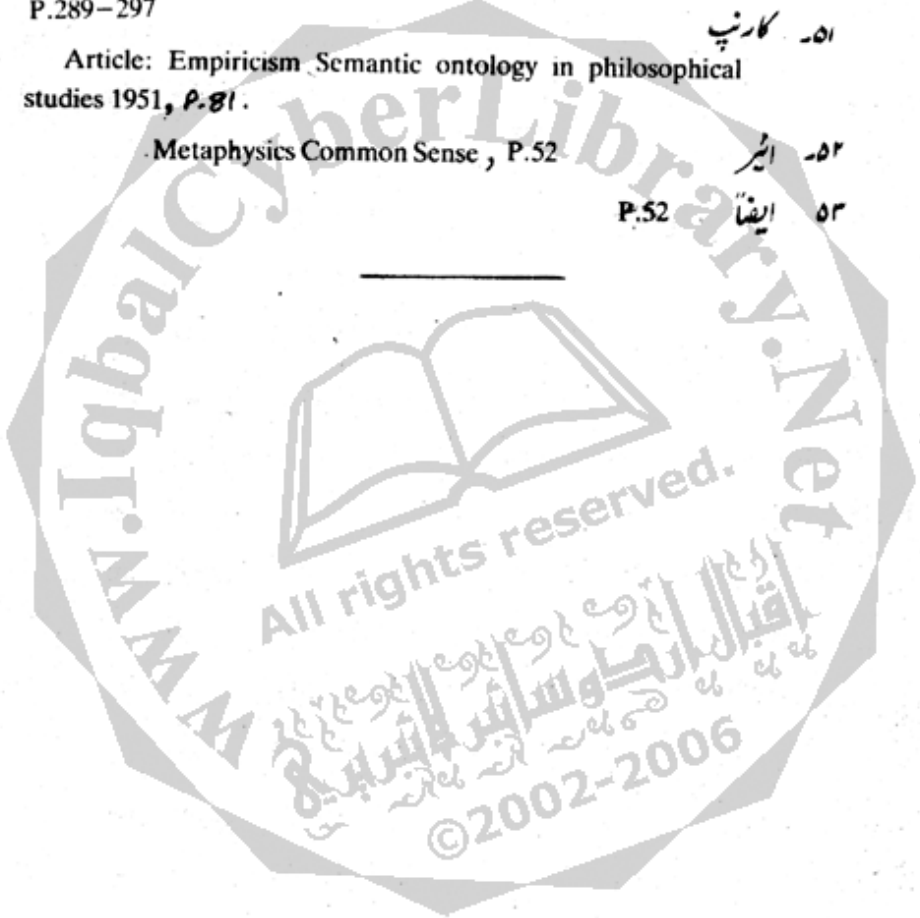 P.289–297
۵۱۔ کارنپ
Article: Empiricism Semantic ontology in philosophical
studies 1951, P.81.
۵۲۔ ائیر Metaphysics Common Sense , P.52
۵۳ ایضاً P.52
www.IqbalCyberLibrary.Net
All rights reserved.
©2002-2006